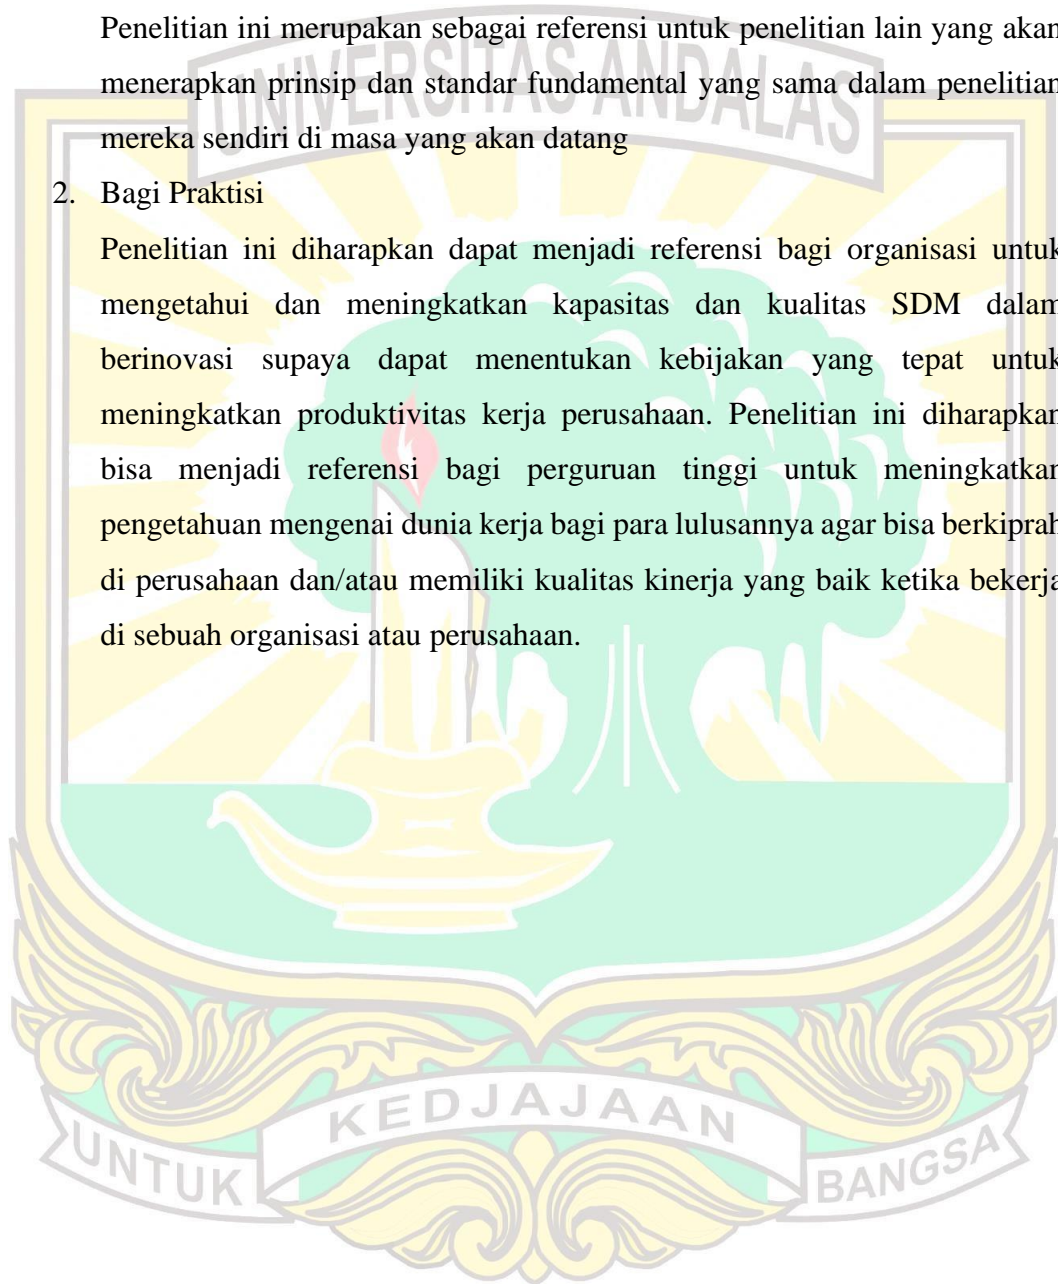 Penelitian ini merupakan sebagai referensi untuk penelitian lain yang akan
menerapkan prinsip dan standar fundamental yang sama dalam penelitian
mereka sendiri di masa yang akan datang
2. Bagi Praktisi
Penelitian ini diharapkan dapat menjadi referensi bagi organisasi untuk
mengetahui dan meningkatkan kapasitas dan kualitas SDM dalam
berinovasi supaya dapat menentukan kebijakan yang tepat untuk
meningkatkan produktivitas kerja perusahaan. Penelitian ini diharapkan
bisa menjadi referensi bagi perguruan tinggi untuk meningkatkan
pengetahuan mengenai dunia kerja bagi para lulusannya agar bisa berkiprah
di perusahaan dan/atau memiliki kualitas kinerja yang baik ketika bekerja
di sebuah organisasi atau perusahaan.
UNIVERSITAS ANDALAS
UNTUK KEDJAJAAN BANGSA